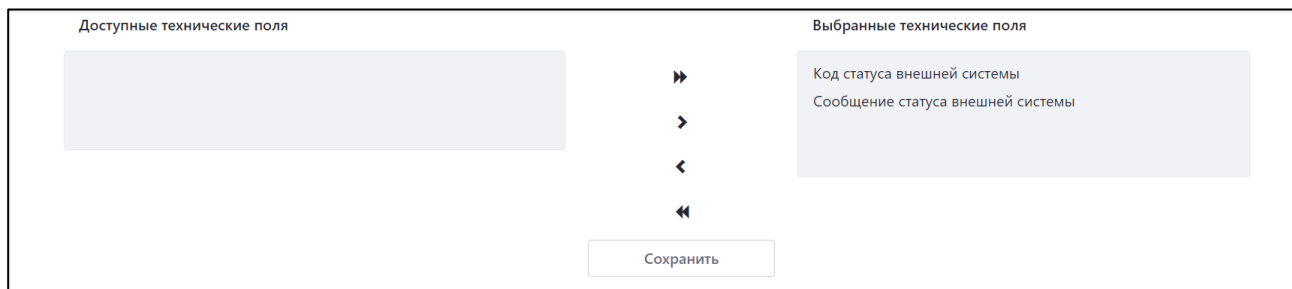 Доступные технические поля
Выбранные технические поля
Код статуса внешней системы
Сообщение статуса внешней системы
Сохранить